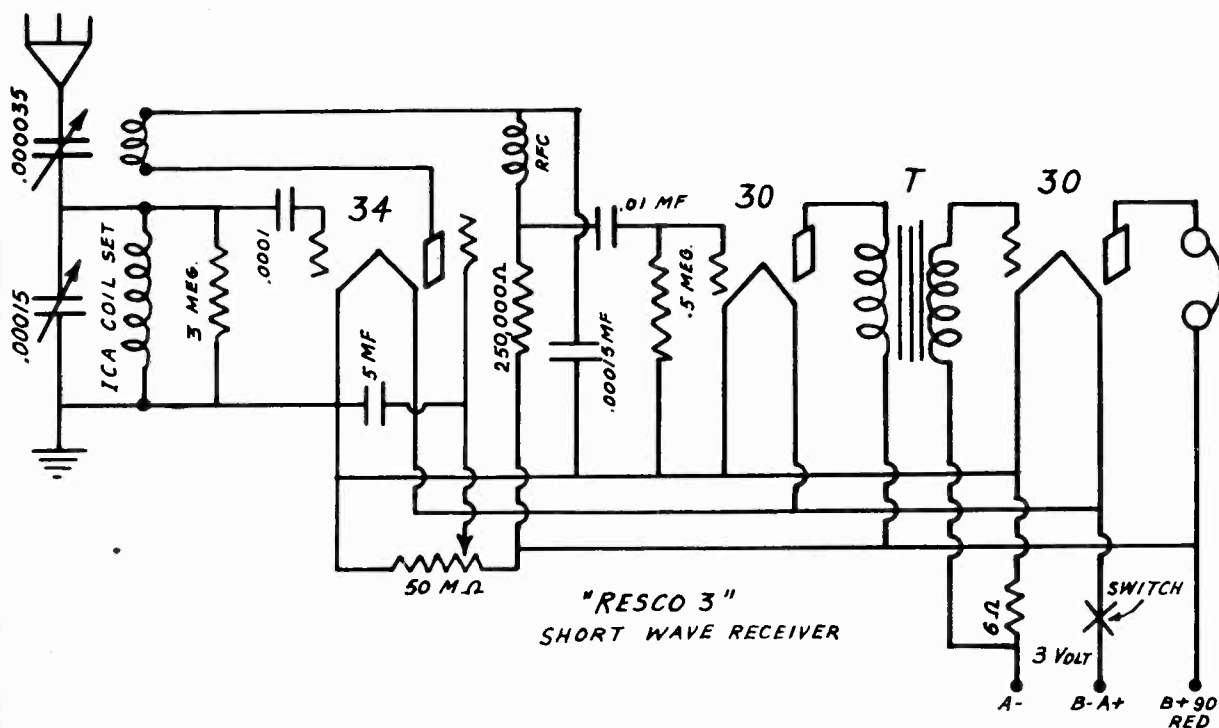 .000035
RFC
34
.0001
.01 MF
30
T
30
.00015
ICA COIL SET
3 MEG.
5 MF
250,000Ω
.00015MF
.5 MEG.
50 MΩ
"RESCO 3"
SHORT WAVE RECEIVER
6Ω
SWITCH
3 VOLT
A-
B-A+
B+90
RED